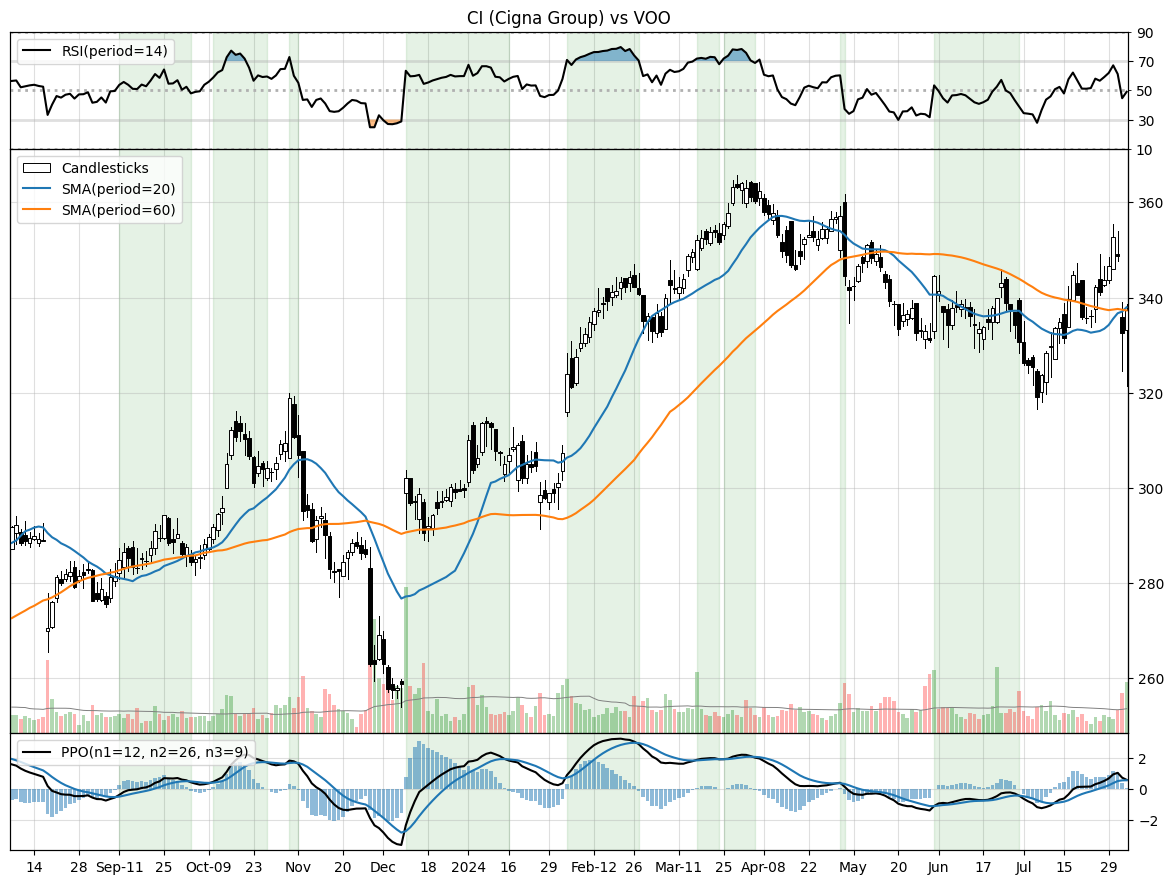 CI (Cigna Group) vs VOO
RSI(period=14)
90
70
50
30
10
Candlesticks
SMA(period=20)
SMA(period=60)
360
340
320
300
280
260
PPO(n1=12, n2=26, n3=9)
2
0
−2
14 28 Sep-11 25 Oct-09 23 Nov 20 Dec 18 2024 16 29 Feb-12 26 Mar-11 25 Apr-08 22 May 20 Jun 17 Jul 15 29